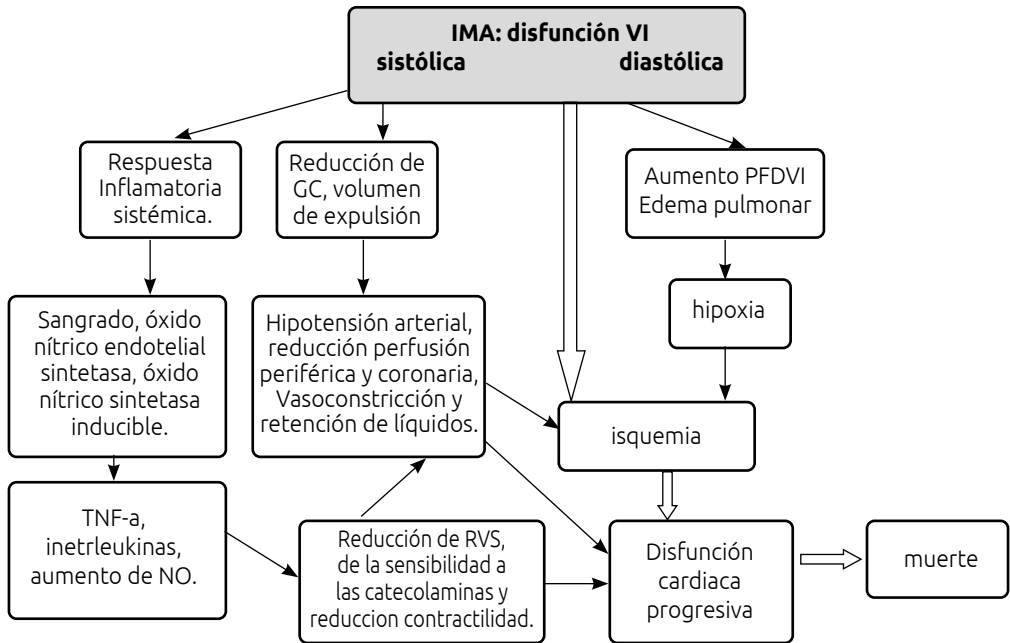 IMA: disfunción VI
sistólica diastólica
Respuesta
Inflamatoria
sistémica.
Reducción de
GC, volumen
de expulsión
Aumento PFDVI
Edema pulmonar
Sangrado, óxido
nítrico endotelial
sintetasa, óxido
nítrico sintetasa
inducible.
Hipotensión arterial,
reducción perfusión
periférica y coronaria,
Vasoconstricción y
retención de líquidos.
hipoxia
isquemia
TNF-a,
inetrleukinas,
aumento de NO.
Reducción de RVS,
de la sensibilidad a
las catecolaminas y
reduccion contractilidad.
Disfunción
cardiaca
progresiva
muerte